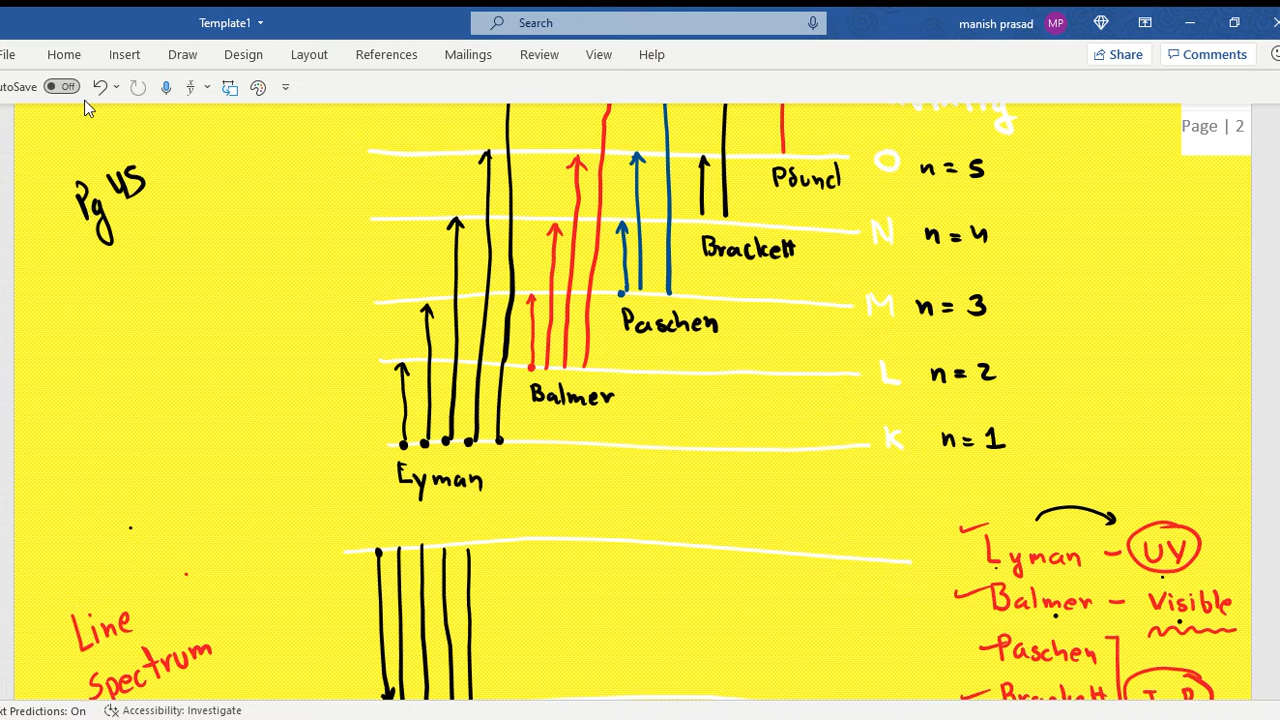 Template1
Search
manish prasad MP
File Home Insert Draw Design Layout References Mailings Review View Help Share Comments
AutoSave Off
Page | 2
O n = 5
Pfund
Pg 45
N n = 4
Brackett
M n = 3
Paschen
L n = 2
Balmer
K n = 1
Lyman
Lyman - UV
Balmer - Visible
Line
Spectrum
Paschen
Brackett
I R
xt Predictions: On Accessibility: Investigate